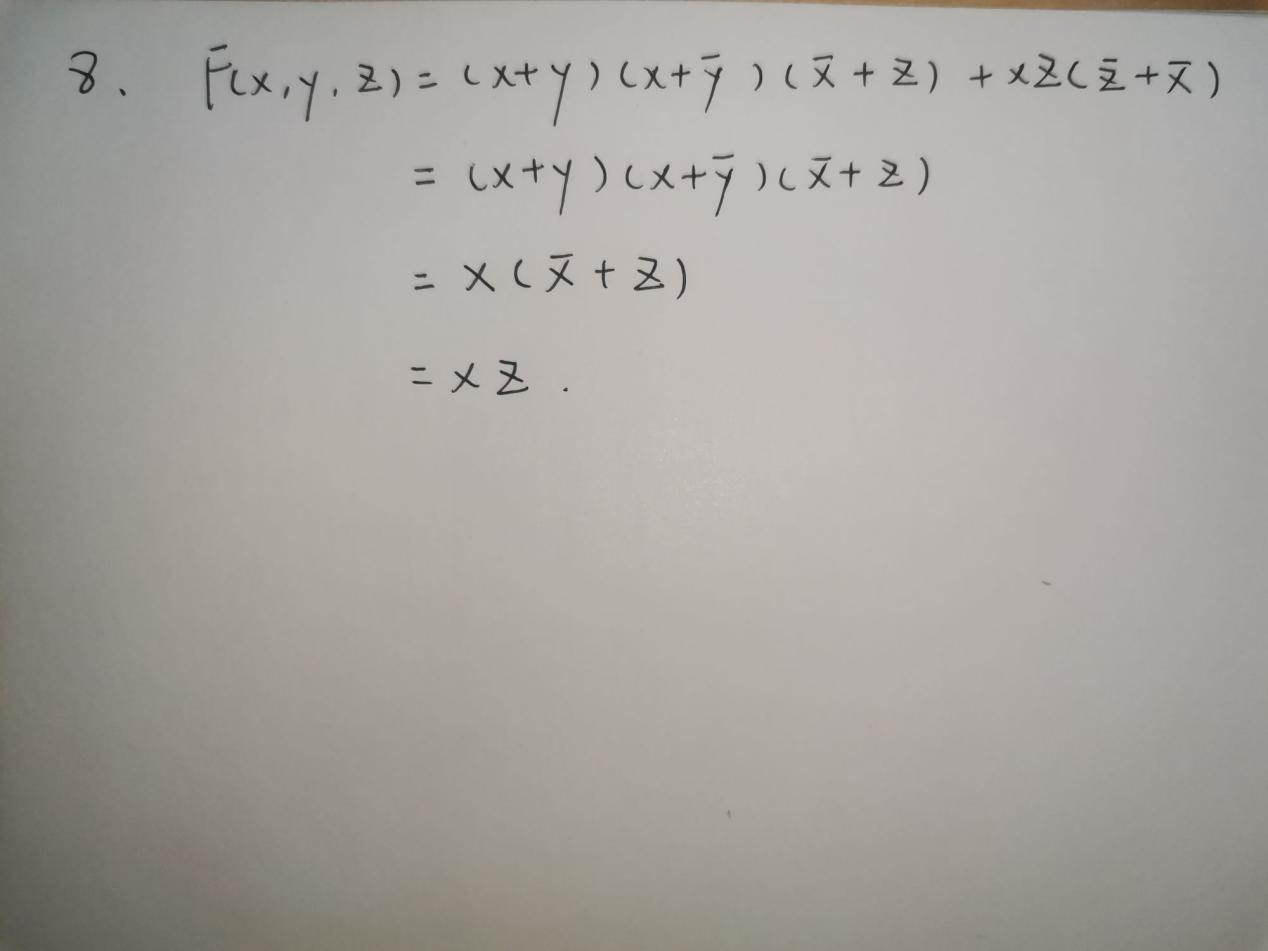 8. F(x,y,z)=(x+y)(x+ȳ)(x̄+z)+xz(z̄+x̄)
=(x+y)(x+ȳ)(x̄+z)
=x(x̄+z)
=xz.